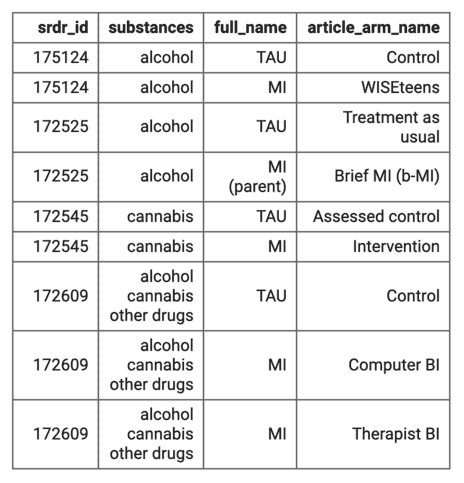 srdr_id substances full_name article_arm_name
175124 alcohol TAU Control
175124 alcohol MI WISEteens
172525 alcohol TAU Treatment as
usual
172525 alcohol MI
(parent) Brief MI (b-MI)
172545 cannabis TAU Assessed control
172545 cannabis MI Intervention
172609 alcohol
cannabis
other drugs TAU Control
172609 alcohol
cannabis
other drugs MI Computer BI
172609 alcohol
cannabis
other drugs MI Therapist BI